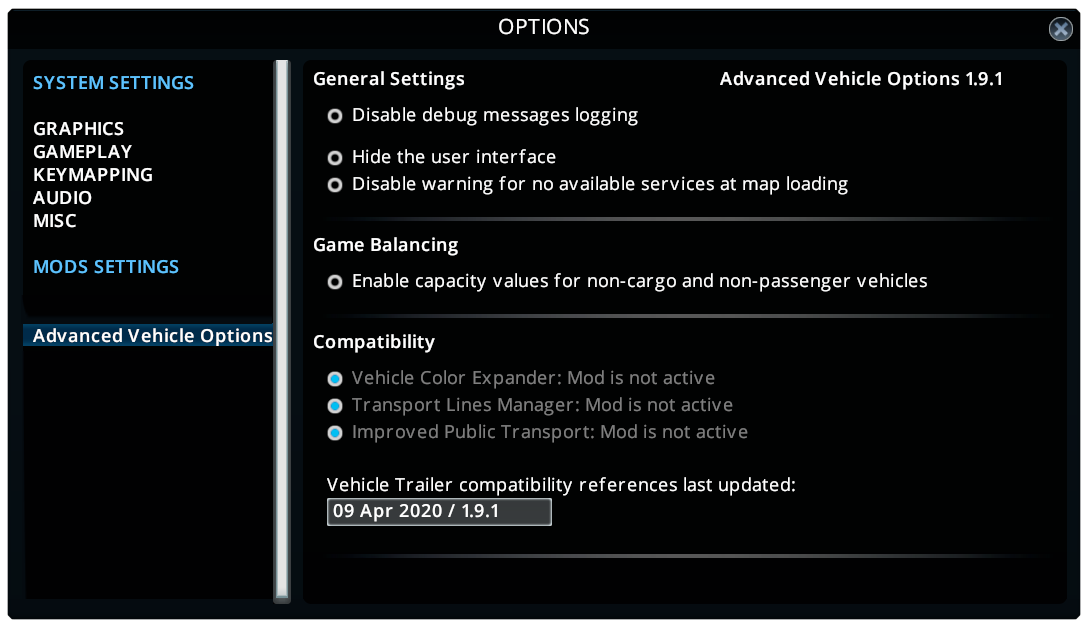 OPTIONS
SYSTEM SETTINGS
GRAPHICS
GAMEPLAY
KEYMAPPING
AUDIO
MISC
MODS SETTINGS
Advanced Vehicle Options
General Settings
Advanced Vehicle Options 1.9.1
Disable debug messages logging
Hide the user interface
Disable warning for no available services at map loading
Game Balancing
Enable capacity values for non-cargo and non-passenger vehicles
Compatibility
Vehicle Color Expander: Mod is not active
Transport Lines Manager: Mod is not active
Improved Public Transport: Mod is not active
Vehicle Trailer compatibility references last updated:
09 Apr 2020 / 1.9.1